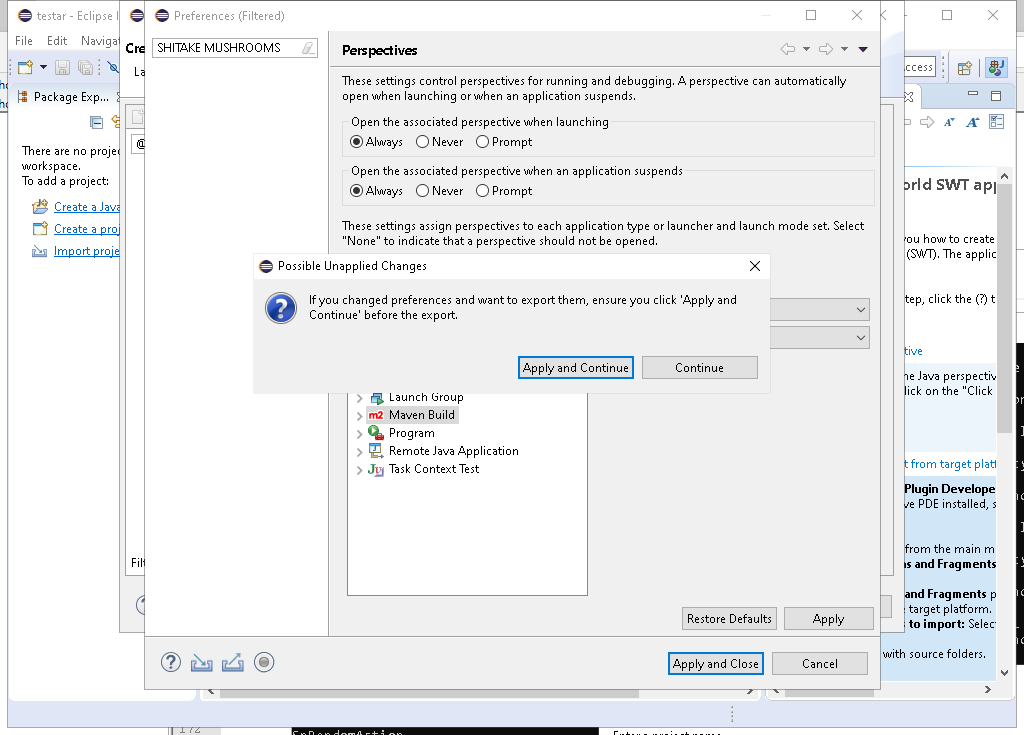 testar - Eclipse I
Preferences (Filtered)
File Edit Navigat
Cre
SHITAKE MUSHROOMS
Perspectives
La
ccess
These settings control perspectives for running and debugging. A perspective can automatically
open when launching or when an application suspends.
Package Exp...
Open the associated perspective when launching
Always Never Prompt
There are no projec
workspace.
To add a project:
Open the associated perspective when an application suspends
Always Never Prompt
Create a Java
Create a proj
Import proje
These settings assign perspectives to each application type or launcher and launch mode set. Select
"None" to indicate that a perspective should not be opened.
orld SWT app
you how to create
(SWT). The applic
tep, click the (?) t
Possible Unapplied Changes
If you changed preferences and want to export them, ensure you click 'Apply and
Continue' before the export.
Apply and Continue
Continue
tive
he Java perspectiv
lick on the "Click
Launch Group
m2 Maven Build
Program
Remote Java Application
Ju Task Context Test
t from target platf
Plugin Develope
ve PDE installed, s
from the main m
s and Fragments
and Fragments p
target platform.
to import: Selec
with source folders.
Filt
Restore Defaults
Apply
Apply and Close
Cancel
172
SpRandomAction
Enter a project name